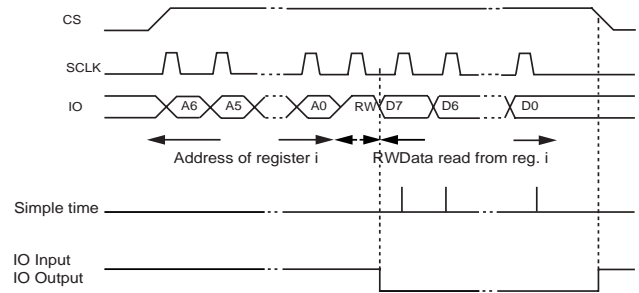 CS
SCLK
IO A6 A5 A0 RW D7 D6 D0
Address of register i RWData read from reg. i
Simple time
IO Input
IO Output